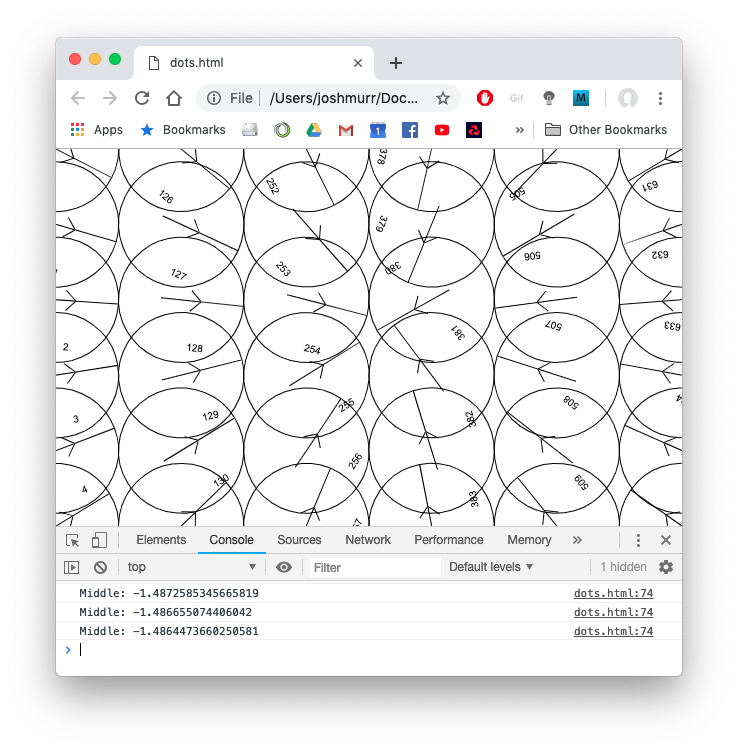 dots.html
File /Users/joshmurr/Doc...
Gif
M
Apps Bookmarks 1 » Other Bookmarks
378
126 252 505 631
379
127 253 380 506 632
2 128 254 381 507 633
3 129 255 382 508
4 130 256 383 509
Elements Console Sources Network Performance Memory »
top Filter Default levels 1 hidden
Middle: −1.4872585345665819 dots.html:74
Middle: −1.486655074406042 dots.html:74
Middle: −1.4864473660250581 dots.html:74